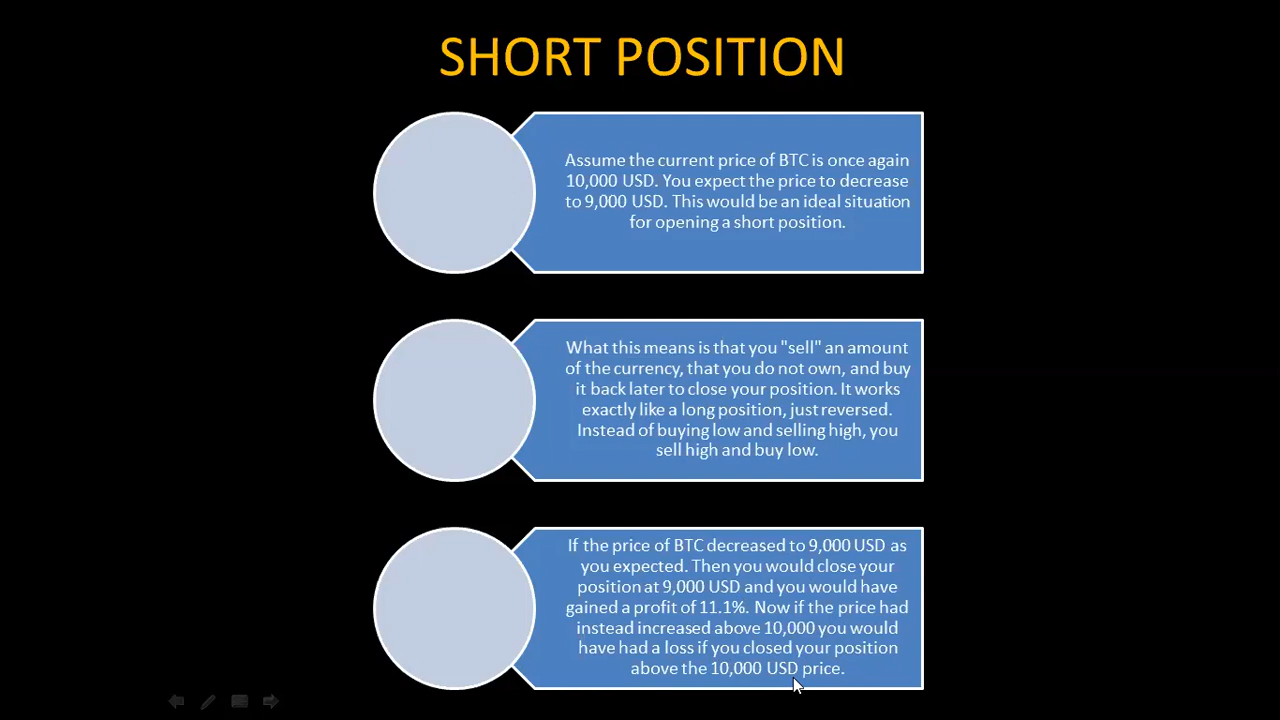 SHORT POSITION
Assume the current price of BTC is once again
10,000 USD. You expect the price to decrease
to 9,000 USD. This would be an ideal situation
for opening a short position.
What this means is that you "sell" an amount
of the currency, that you do not own, and buy
it back later to close your position. It works
exactly like a long position, just reversed.
Instead of buying low and selling high, you
sell high and buy low.
If the price of BTC decreased to 9,000 USD as
you expected. Then you would close your
position at 9,000 USD and you would have
gained a profit of 11.1%. Now if the price had
instead increased above 10,000 you would
have had a loss if you closed your position
above the 10,000 USD price.